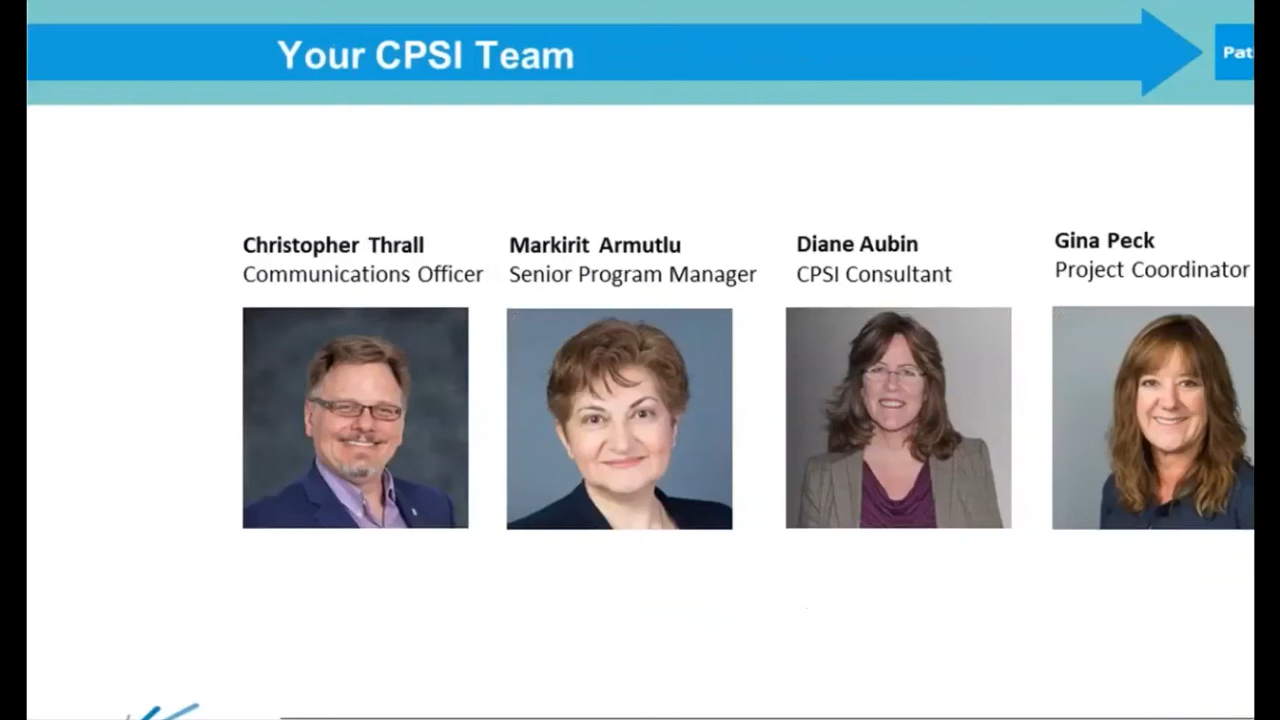 Your CPSI Team
Pat
Christopher Thrall
Communications Officer
Markirit Armutlu
Senior Program Manager
Diane Aubin
CPSI Consultant
Gina Peck
Project Coordinator